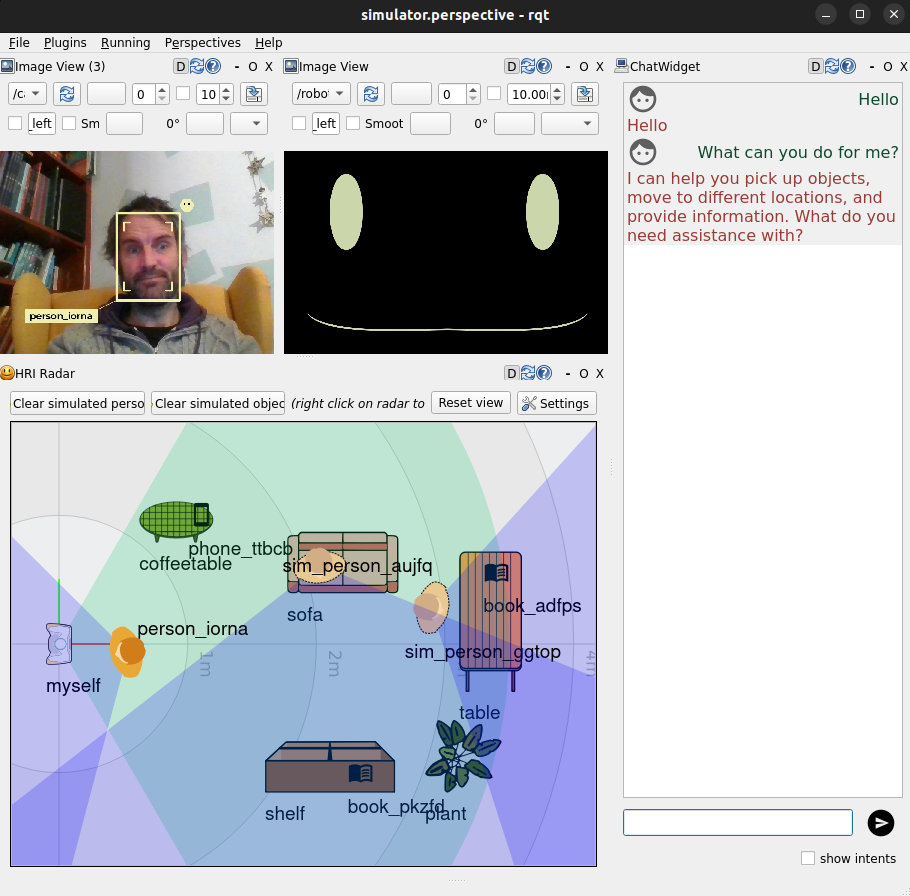 simulator.perspective - rqt
File Plugins Running Perspectives Help
Image View (3)
D
- O X
Image View
D
- O X
ChatWidget
D
- O X
/c
0
10
/robo
0
10.00
_left
Sm
0°
_left
Smoot
0°
person_iorna
Hello
Hello
What can you do for me?
I can help you pick up objects,
move to different locations, and
provide information. What do you
need assistance with?
HRI Radar
D
- O X
Clear simulated perso
Clear simulated objec
(right click on radar to
Reset view
Settings
phone_ttbcb
coffeetable
sim_person_aujfq
book_adfps
sofa
person_iorna
1m
2m
4m
sim_person_ggtop
myself
table
shelf
book_pkzfd
plant
show intents